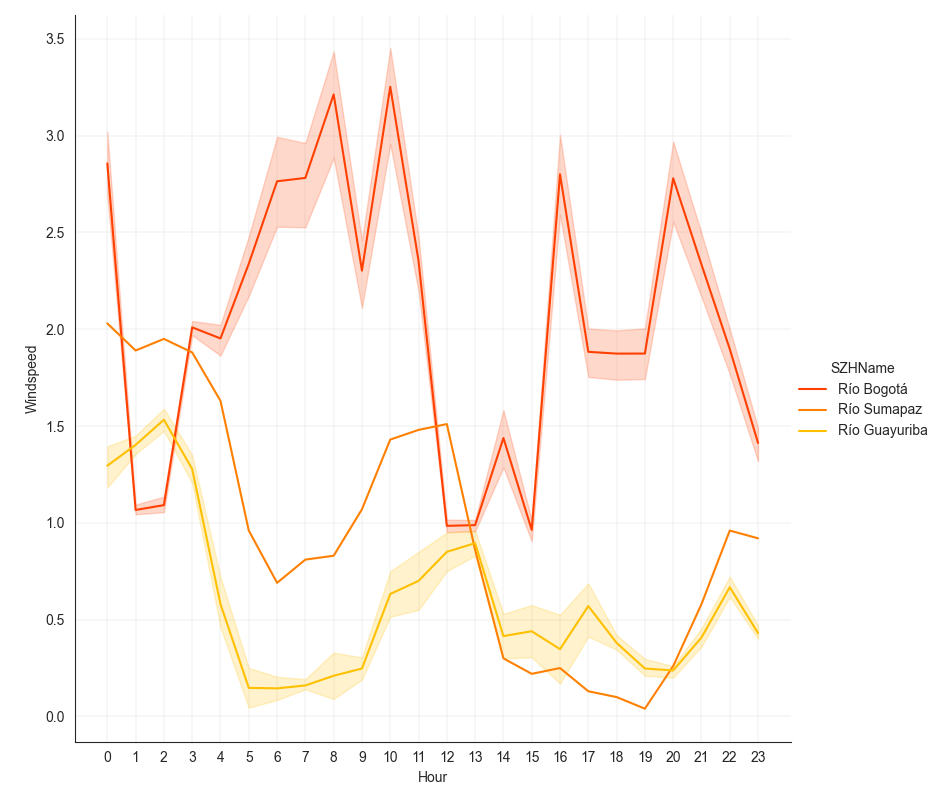 3.5
3.0
2.5
2.0
1.5
1.0
0.5
0.0
Windspeed
0 1 2 3 4 5 6 7 8 9 10 11 12 13 14 15 16 17 18 19 20 21 22 23
Hour
SZHName
Río Bogotá
Río Sumapaz
Río Guayuriba